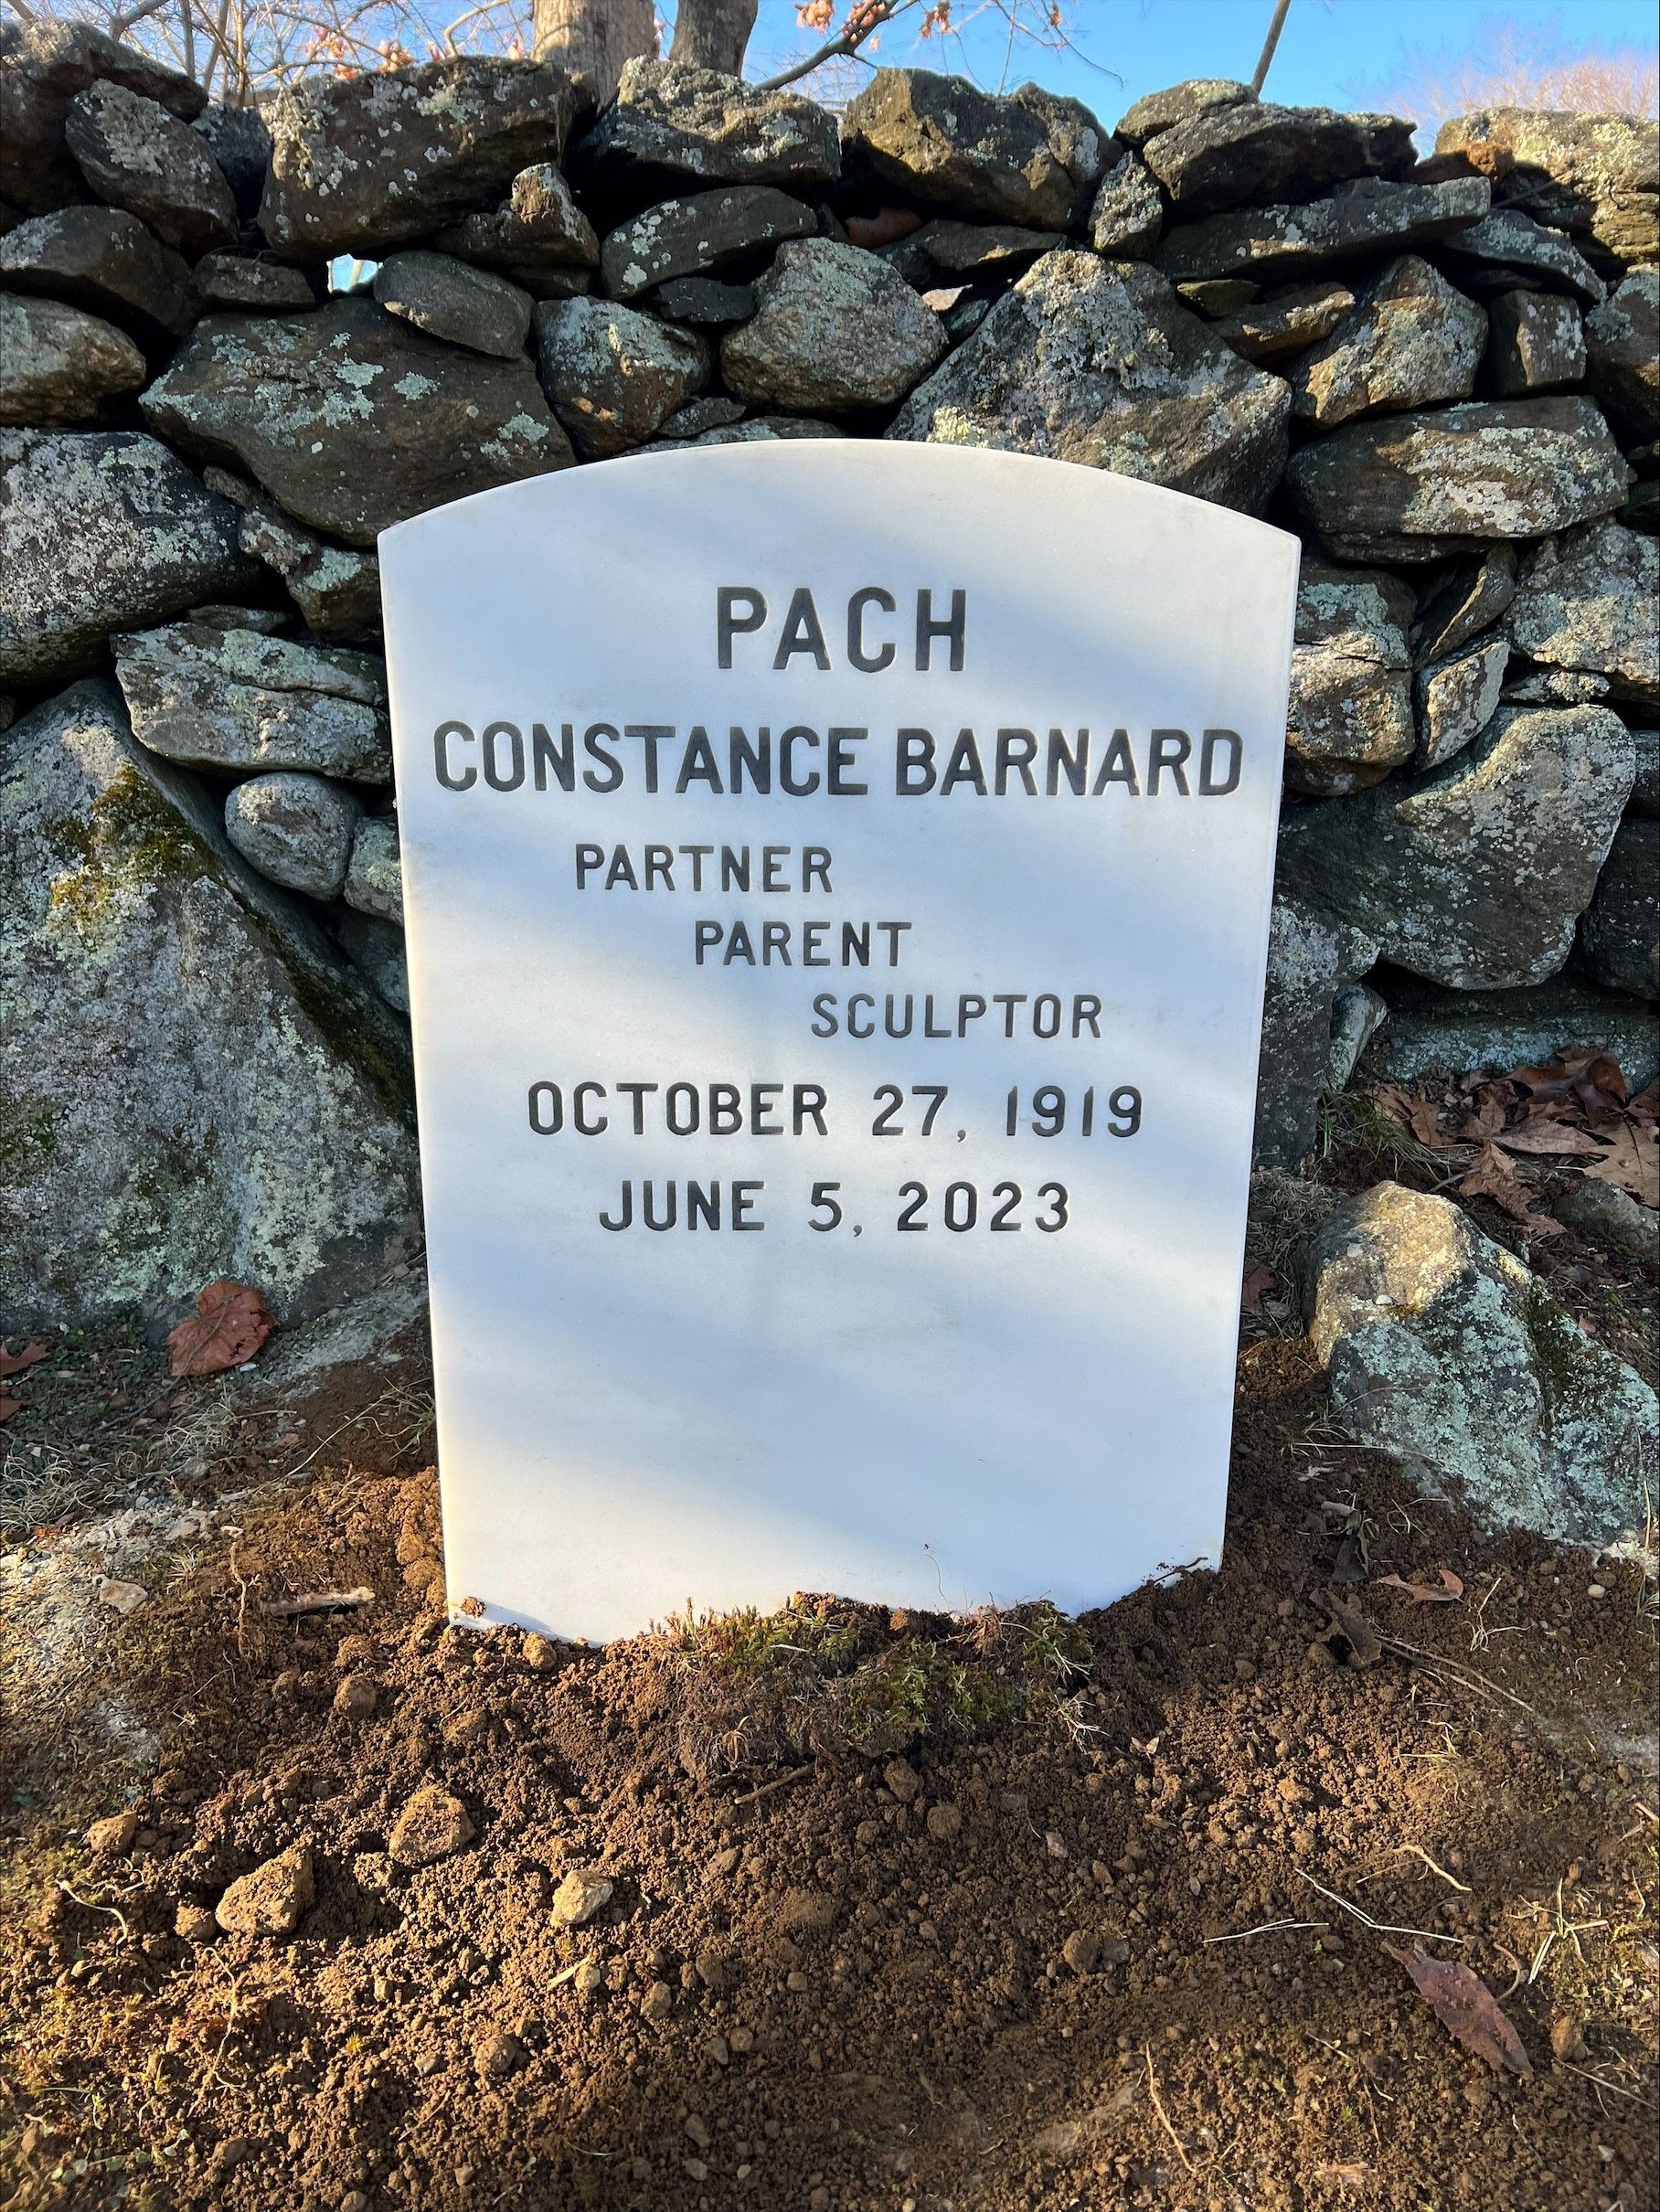 PACH
CONSTANCE BARNARD
PARTNER
PARENT
SCULPTOR
OCTOBER 27, 1919
JUNE 5, 2023